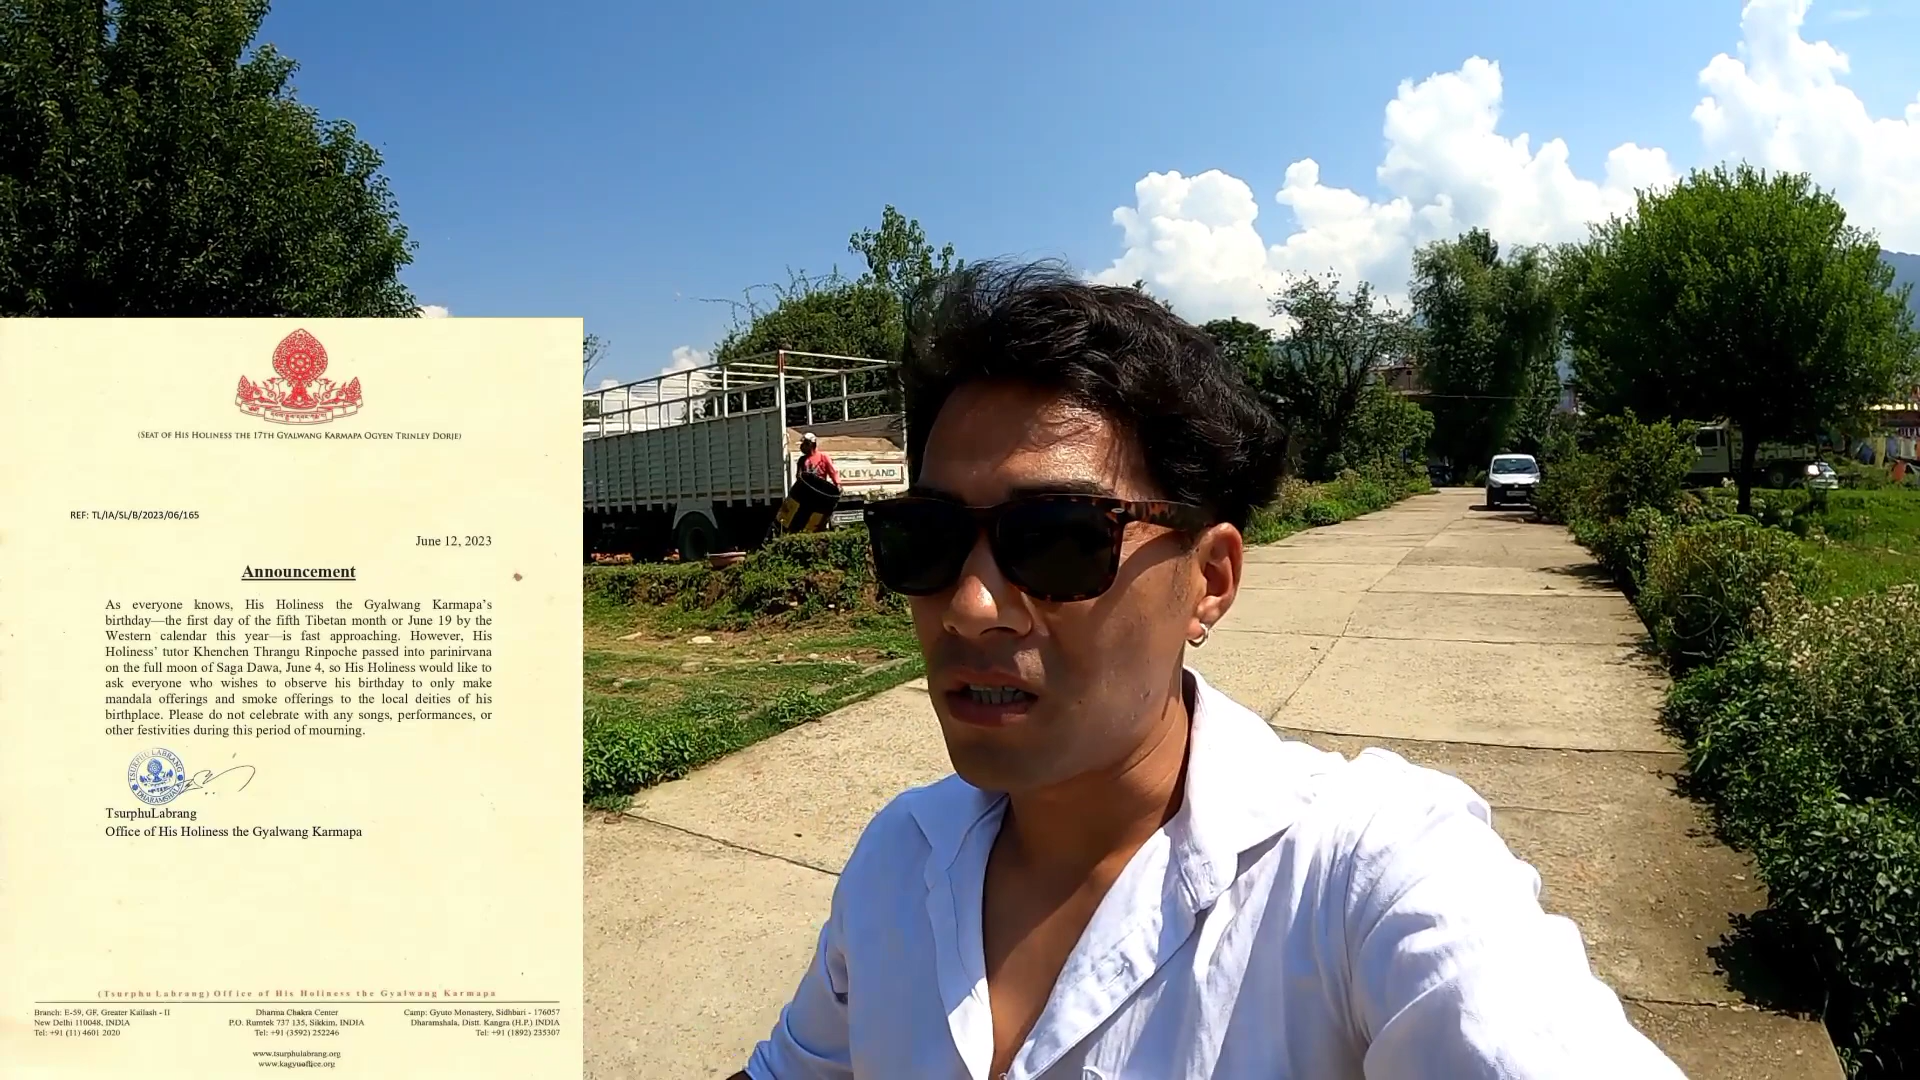 (SEAT OF HIS HOLINESS THE 17TH GYALWANG KARMAPA OGYEN TRINLEY DORJE)
REF: TL/IA/SL/B/2023/06/165
June 12, 2023
Announcement
As everyone knows, His Holiness the Gyalwang Karmapa's
birthday—the first day of the fifth Tibetan month or June 19 by the
Western calendar this year—is fast approaching. However, His
Holiness' tutor Khenchen Thrangu Rinpoche passed into parinirvana
on the full moon of Saga Dawa, June 4, so His Holiness would like to
ask everyone who wishes to observe his birthday to only make
mandala offerings and smoke offerings to the local deities of his
birthplace. Please do not celebrate with any songs, performances, or
other festivities during this period of mourning.
TSURPHU LABRANG
DHARAMSHALA
TsurphuLabrang
Office of His Holiness the Gyalwang Karmapa
(Tsurphu Labrang) Office of His Holiness the Gyalwang Karmapa
Branch: E-59, GF, Greater Kailash - II
New Delhi 110048, INDIA
Tel: +91 (11) 4601 2020
Dharma Chakra Center
P.O. Rumtek 737 135, Sikkim, INDIA
Tel: +91 (3592) 252246
Camp: Gyuto Monastery, Sidhbari - 176057
Dharamshala, Distt. Kangra (H.P.) INDIA
Tel: +91 (1892) 235307
www.tsurphulabrang.org
www.kagyuoffice.org
K LEYLAND